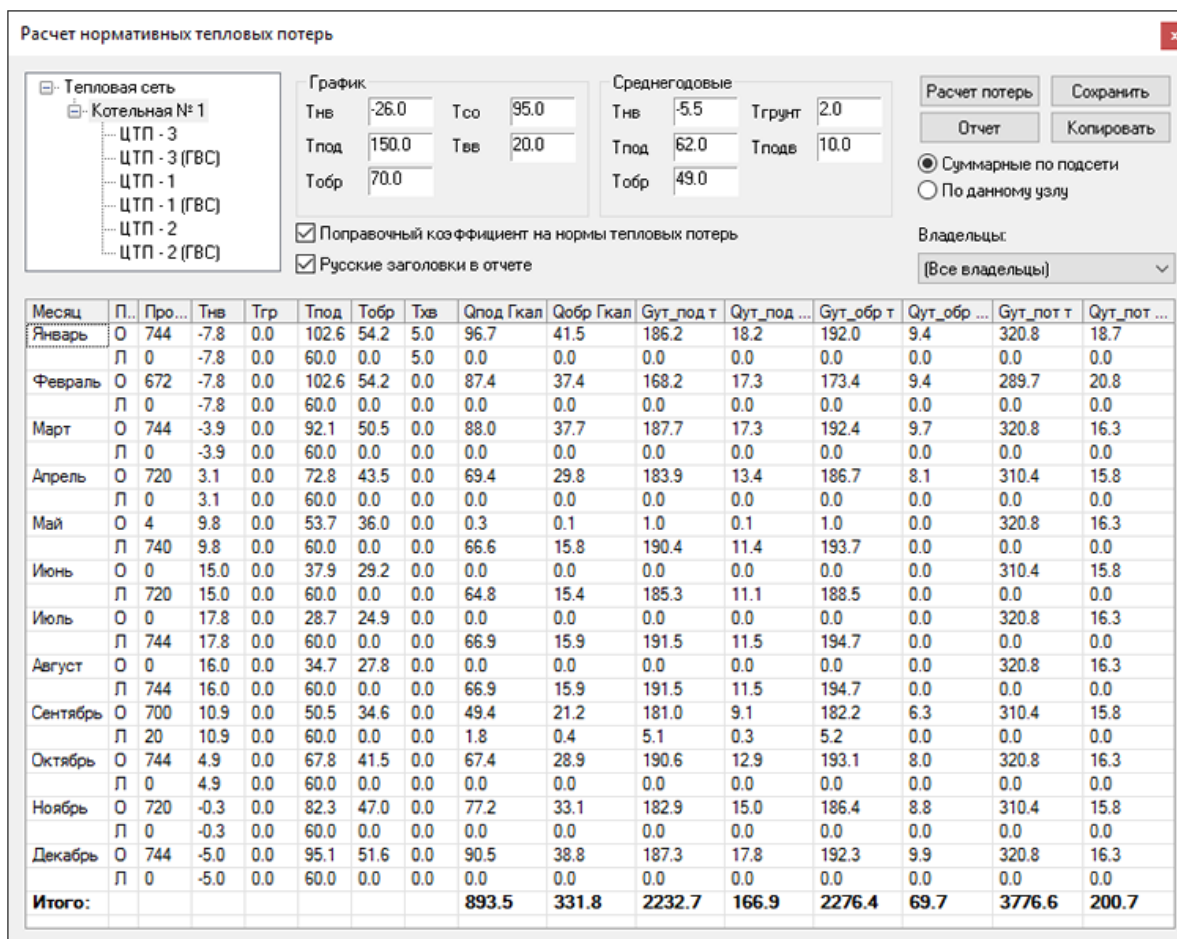 Расчет нормативных тепловых потерь
x
Тепловая сеть
Котельная № 1
ЦТП - 3
ЦТП - 3 (ГВС)
ЦТП - 1
ЦТП - 1 (ГВС)
ЦТП - 2
ЦТП - 2 (ГВС)
График
Тнв -26.0 Тсо 95.0
Тпод 150.0 Твв 20.0
Тобр 70.0
Среднегодовые
Тнв -5.5 Тгрунт 2.0
Тпод 62.0 Тподв 10.0
Тобр 49.0
Поправочный коэффициент на нормы тепловых потерь
Русские заголовки в отчете
Расчет потерь Сохранить
Отчет Копировать
Суммарные по подсети
По данному узлу
Владельцы:
(Все владельцы)
Месяц П.. Про... Тнв Тгр Тпод Тобр Тхв Qпод Гкал Qобр Гкал Gут_под т Qут_под ... Gут_обр т Qут_обр ... Gут_пот т Qут_пот ...
Январь О 744 -7.8 0.0 102.6 54.2 5.0 96.7 41.5 186.2 18.2 192.0 9.4 320.8 18.7
Л 0 -7.8 0.0 60.0 0.0 5.0 0.0 0.0 0.0 0.0 0.0 0.0 0.0 0.0
Февраль О 672 -7.8 0.0 102.6 54.2 0.0 87.4 37.4 168.2 17.3 173.4 9.4 289.7 20.8
Л 0 -7.8 0.0 60.0 0.0 0.0 0.0 0.0 0.0 0.0 0.0 0.0 0.0 0.0
Март О 744 -3.9 0.0 92.1 50.5 0.0 88.0 37.7 187.7 17.3 192.4 9.7 320.8 16.3
Л 0 -3.9 0.0 60.0 0.0 0.0 0.0 0.0 0.0 0.0 0.0 0.0 0.0 0.0
Апрель О 720 3.1 0.0 72.8 43.5 0.0 69.4 29.8 183.9 13.4 186.7 8.1 310.4 15.8
Л 0 3.1 0.0 60.0 0.0 0.0 0.0 0.0 0.0 0.0 0.0 0.0 0.0 0.0
Май О 4 9.8 0.0 53.7 36.0 0.0 0.3 0.1 1.0 0.1 1.0 0.0 320.8 16.3
Л 740 9.8 0.0 60.0 0.0 0.0 66.6 15.8 190.4 11.4 193.7 0.0 0.0 0.0
Июнь О 0 15.0 0.0 37.9 29.2 0.0 0.0 0.0 0.0 0.0 0.0 0.0 310.4 15.8
Л 720 15.0 0.0 60.0 0.0 0.0 64.8 15.4 185.3 11.1 188.5 0.0 0.0 0.0
Июль О 0 17.8 0.0 28.7 24.9 0.0 0.0 0.0 0.0 0.0 0.0 0.0 320.8 16.3
Л 744 17.8 0.0 60.0 0.0 0.0 66.9 15.9 191.5 11.5 194.7 0.0 0.0 0.0
Август О 0 16.0 0.0 34.7 27.8 0.0 0.0 0.0 0.0 0.0 0.0 0.0 320.8 16.3
Л 744 16.0 0.0 60.0 0.0 0.0 66.9 15.9 191.5 11.5 194.7 0.0 0.0 0.0
Сентябрь О 700 10.9 0.0 50.5 34.6 0.0 49.4 21.2 181.0 9.1 182.2 6.3 310.4 15.8
Л 20 10.9 0.0 60.0 0.0 0.0 1.8 0.4 5.1 0.3 5.2 0.0 0.0 0.0
Октябрь О 744 4.9 0.0 67.8 41.5 0.0 67.4 28.9 190.6 12.9 193.1 8.0 320.8 16.3
Л 0 4.9 0.0 60.0 0.0 0.0 0.0 0.0 0.0 0.0 0.0 0.0 0.0 0.0
Ноябрь О 720 -0.3 0.0 82.3 47.0 0.0 77.2 33.1 182.9 15.0 186.4 8.8 310.4 15.8
Л 0 -0.3 0.0 60.0 0.0 0.0 0.0 0.0 0.0 0.0 0.0 0.0 0.0 0.0
Декабрь О 744 -5.0 0.0 95.1 51.6 0.0 90.5 38.8 187.3 17.8 192.3 9.9 320.8 16.3
Л 0 -5.0 0.0 60.0 0.0 0.0 0.0 0.0 0.0 0.0 0.0 0.0 0.0 0.0
Итого: 893.5 331.8 2232.7 166.9 2276.4 69.7 3776.6 200.7